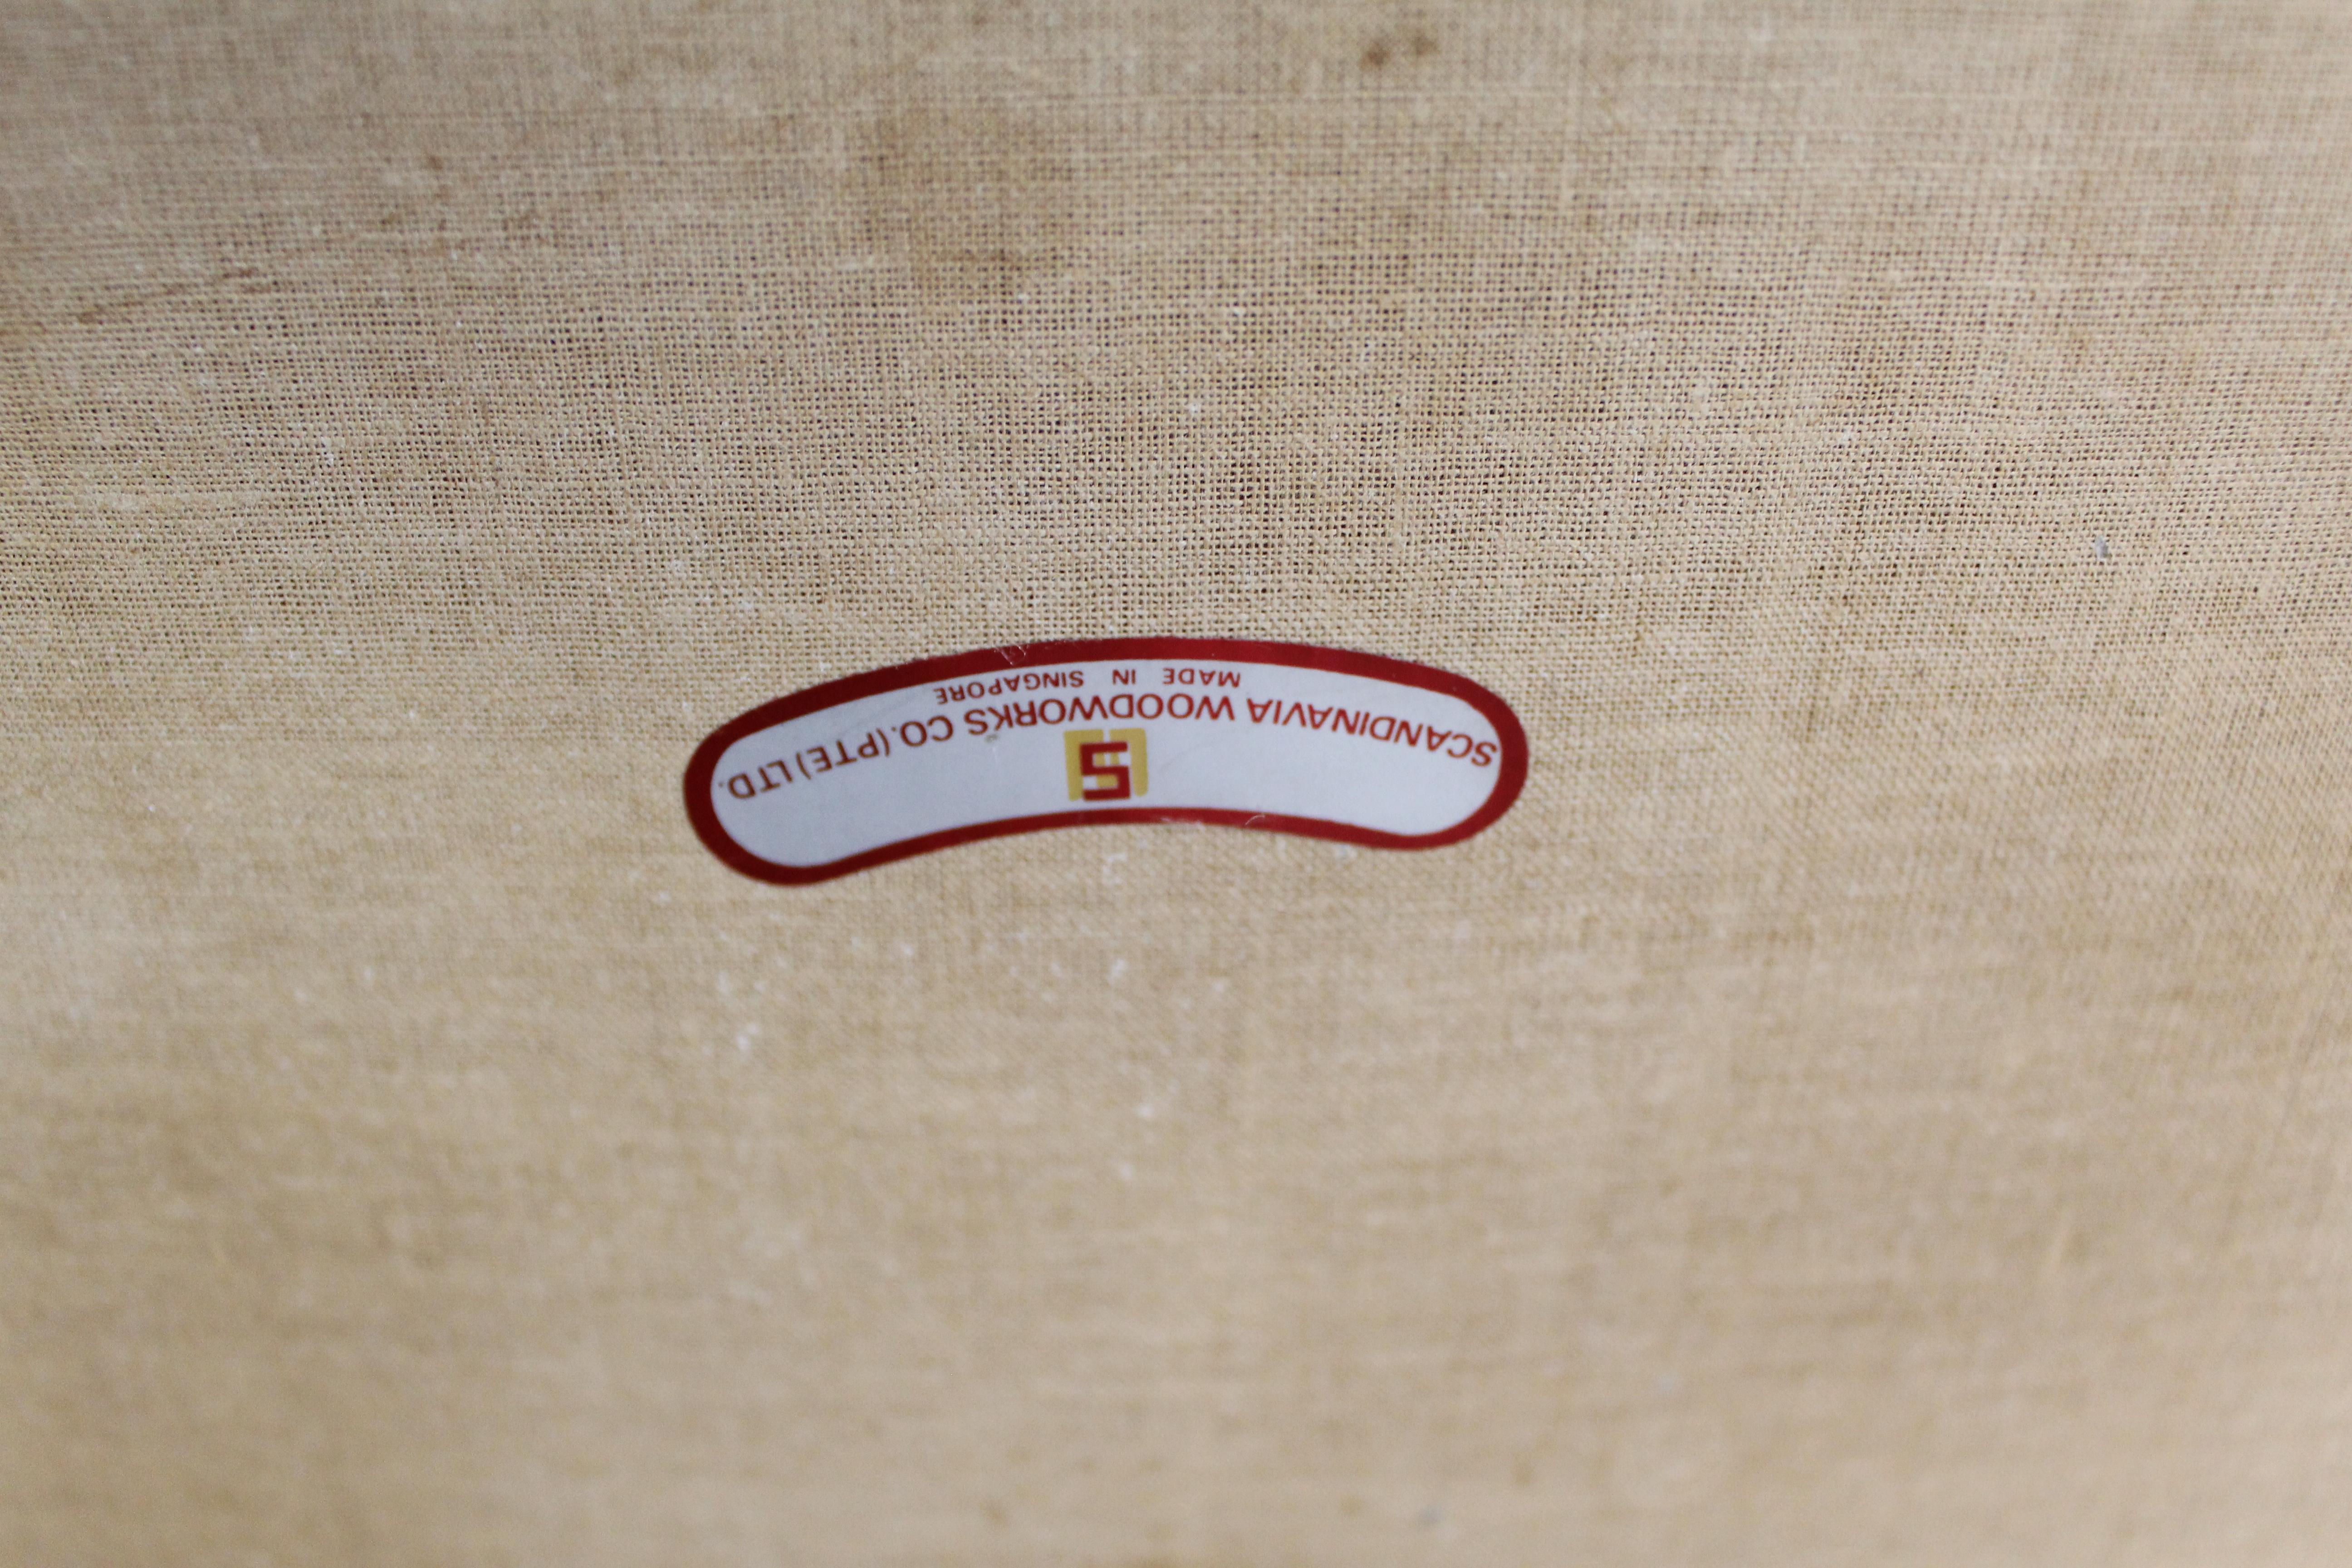 S
SCANDINAVIA WOODWORKS CO.(PTE) LTD.
MADE IN SINGAPORE